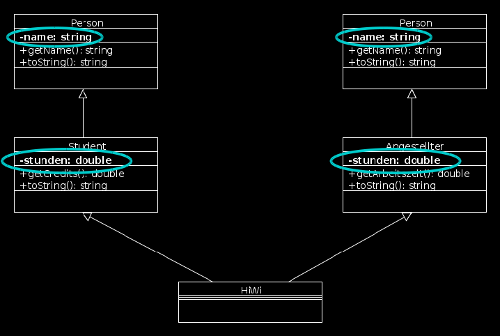 Person
-name: string
+getName(): string
+toString(): string
Person
-name: string
+getName(): string
+toString(): string
Student
-stunden: double
+getCredits(): double
+toString(): string
Angestellter
-stunden: double
+getArbeitszeit(): double
+toString(): string
HiWi